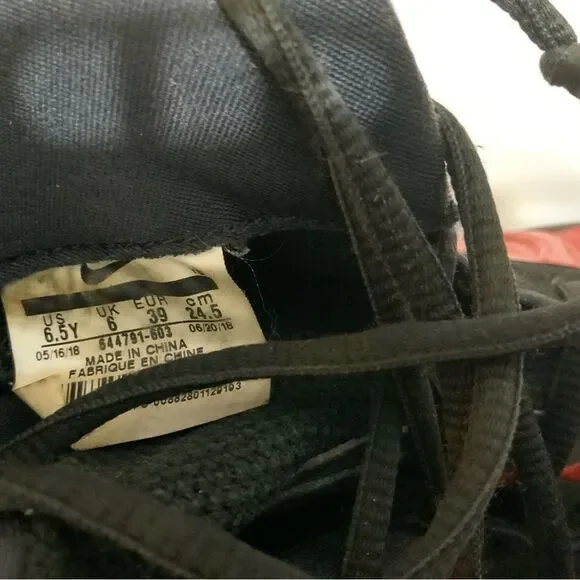 US UK EUR cm
6.5Y 6 39 24.5
05/16/18 644791-603 06/20/18
MADE IN CHINA
FABRIQUE EN CHINE